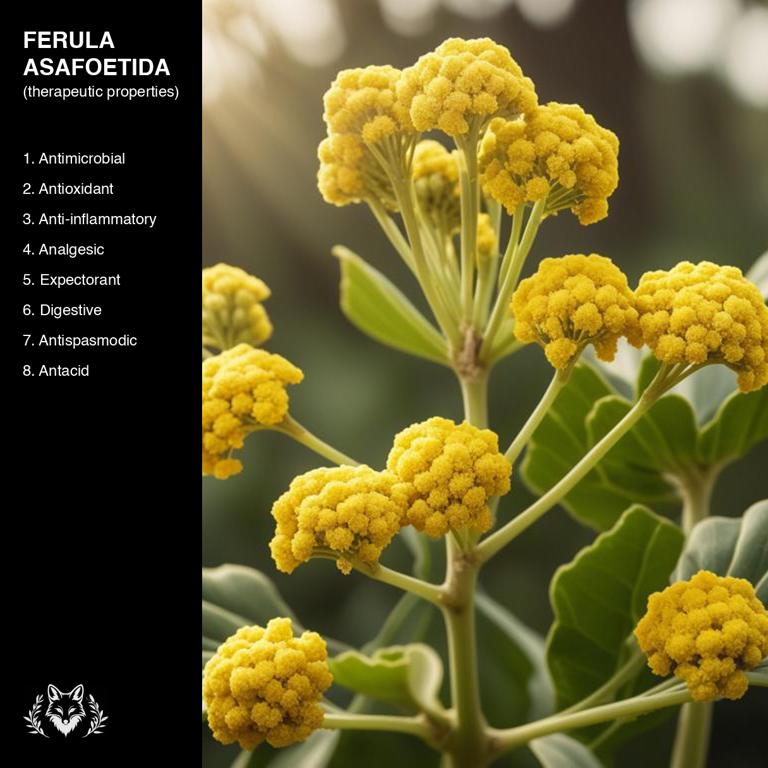 FERULA
ASAFOETIDA
(therapeutic properties)
1. Antimicrobial
2. Antioxidant
3. Anti-inflammatory
4. Analgesic
5. Expectorant
6. Digestive
7. Antispasmodic
8. Antacid